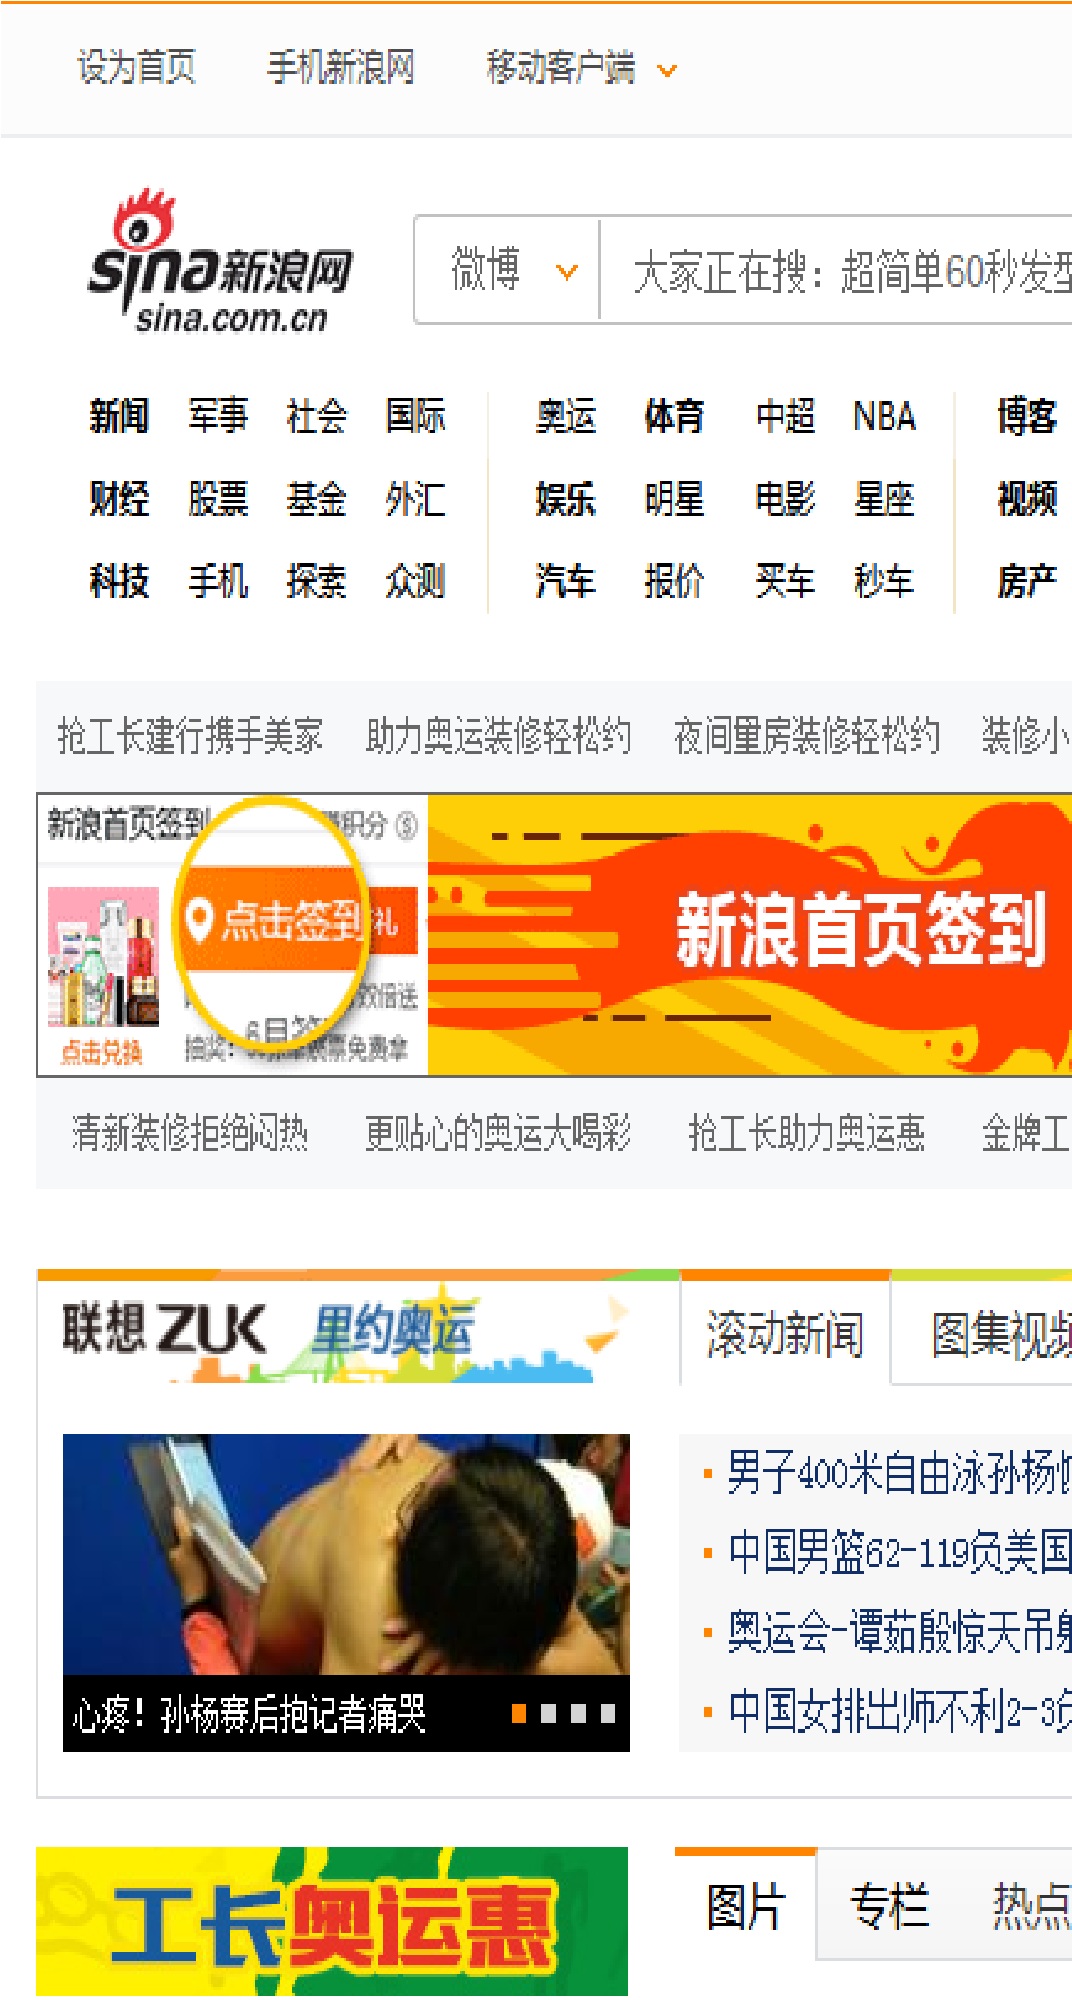 设为首页 手机新浪网 移动客户端
sina新浪网
sina.com.cn
微博 大家正在搜：超简单60秒发型
新闻 军事 社会 国际 奥运 体育 中超 NBA 博客
财经 股票 基金 外汇 娱乐 明星 电影 星座 视频
科技 手机 探索 众测 汽车 报价 买车 秒车 房产
抢工长建行携手美家 助力奥运装修轻松约 夜间量房装修轻松约 装修小
新浪首页签到 积分
点击签到 礼
新浪首页签到
效倍送
抽奖：
票免费拿
点击兑换
清新装修拒绝闷热 更贴心的奥运大喝彩 抢工长助力奥运惠 金牌工
联想 ZUK 里约奥运 滚动新闻 图集视频
男子400米自由泳孙杨
中国男篮62-119负美国
奥运会-谭茹殷惊天吊射
中国女排出师不利2-3负
心疼！孙杨赛后抱记者痛哭
工长奥运惠
图片 专栏 热点